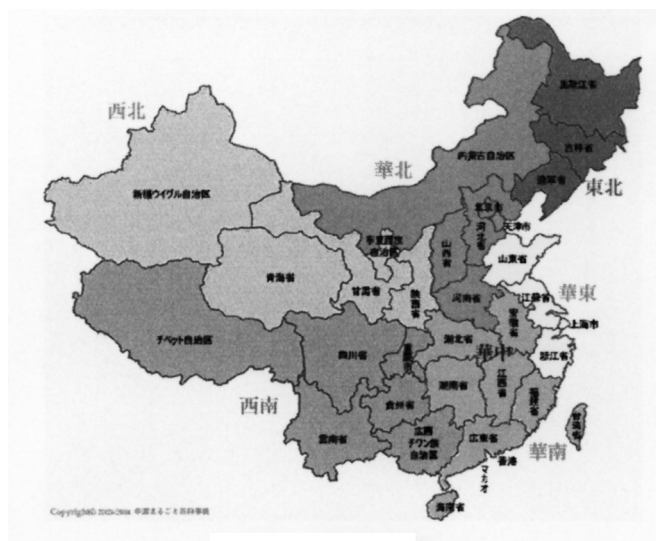 黒龍江省
西北
内蒙古自治区
吉林省
華北
遼寧省
東北
新疆ウイグル自治区
北京市
河北省
天津市
寧夏回族
自治区
山西省
山東省
青海省
甘粛省
陝西省
河南省
江蘇省
華東
安徽省
上海市
チベット自治区
四川省
重慶市
湖北省
華中
浙江省
西南
湖南省
江西省
貴州省
福建省
雲南省
広西
チワン族
自治区
広東省
台湾省
華南
香港
マカオ
海南省